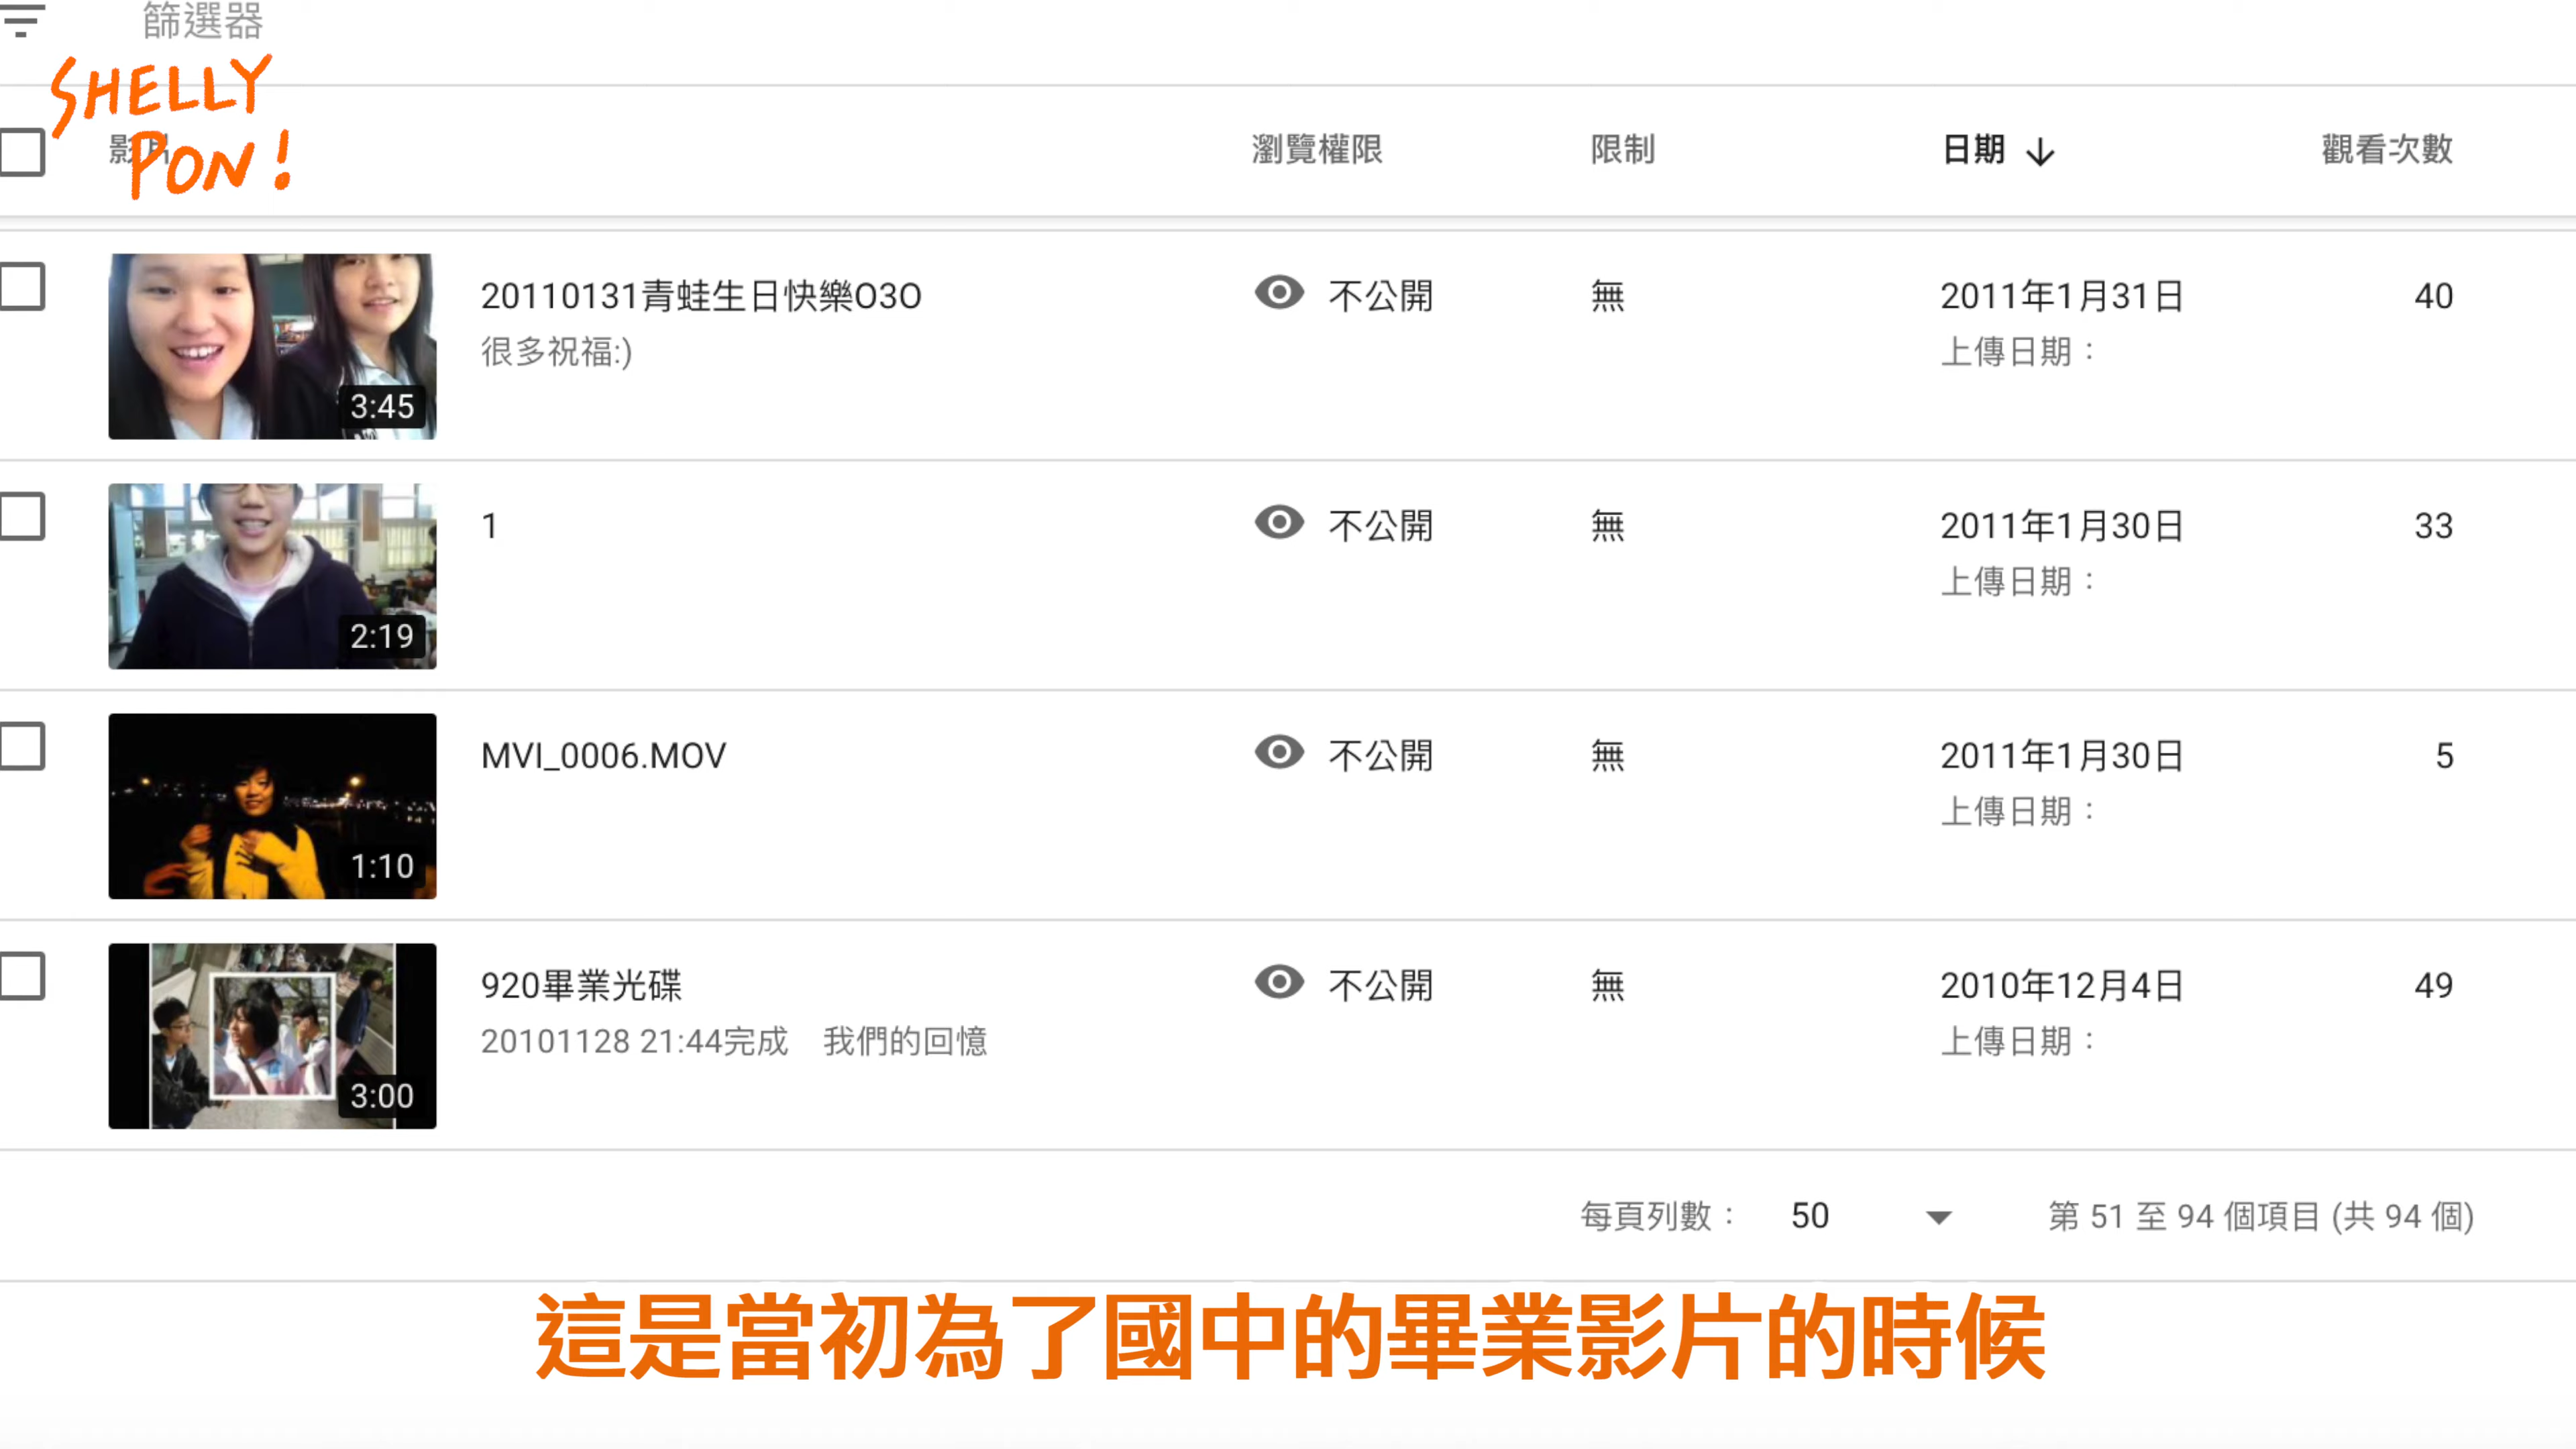 篩選器
SHELLY
PON!
影片 瀏覽權限 限制 日期 觀看次數
20110131青蛙生日快樂O3O 不公開 無 2011年1月31日 40
很多祝福:) 上傳日期：
3:45
1 不公開 無 2011年1月30日 33
上傳日期：
2:19
MVI_0006.MOV 不公開 無 2011年1月30日 5
上傳日期：
1:10
920畢業光碟 不公開 無 2010年12月4日 49
20101128 21:44完成 我們的回憶 上傳日期：
3:00
每頁列數： 50 第 51 至 94 個項目 (共 94 個)
這是當初為了國中的畢業影片的時候